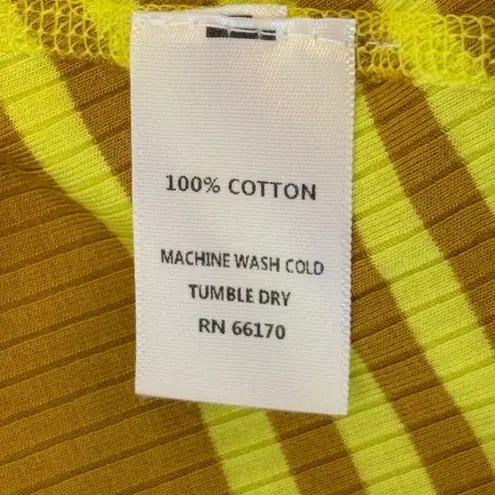 100% COTTON
MACHINE WASH COLD
TUMBLE DRY
RN 66170